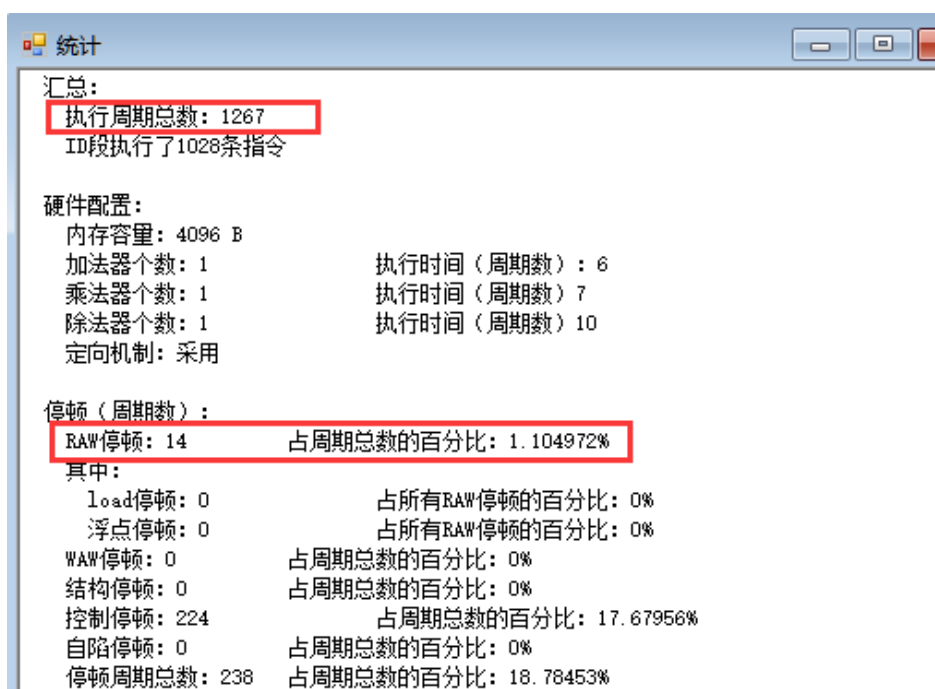 统计
汇总：
执行周期总数：1267
ID段执行了1028条指令
硬件配置：
内存容量：4096 B
加法器个数：1 执行时间（周期数）：6
乘法器个数：1 执行时间（周期数）7
除法器个数：1 执行时间（周期数）10
定向机制：采用
停顿（周期数）：
RAW停顿：14 占周期总数的百分比：1.104972%
其中：
load停顿：0 占所有RAW停顿的百分比：0%
浮点停顿：0 占所有RAW停顿的百分比：0%
WAW停顿：0 占周期总数的百分比：0%
结构停顿：0 占周期总数的百分比：0%
控制停顿：224 占周期总数的百分比：17.67956%
自陷停顿：0 占周期总数的百分比：0%
停顿周期总数：238 占周期总数的百分比：18.78453%